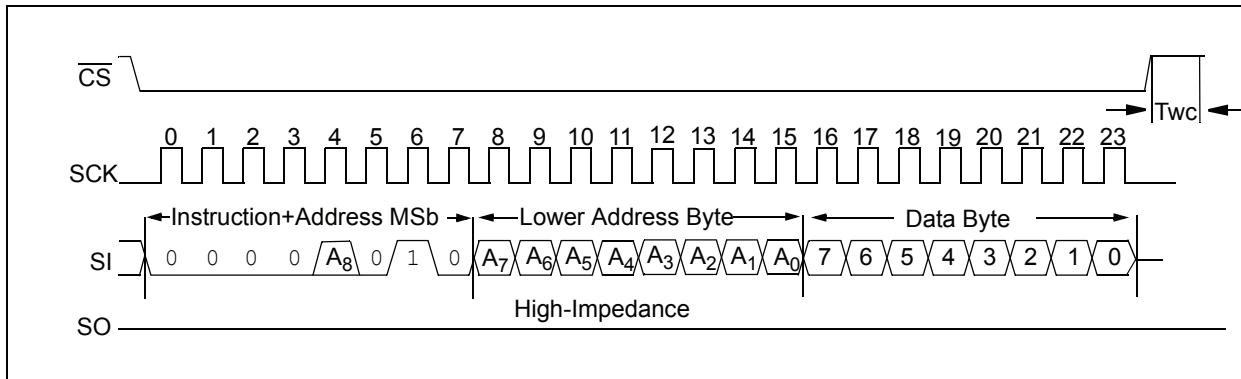 CS
Twc
0 1 2 3 4 5 6 7 8 9 10 11 12 13 14 15 16 17 18 19 20 21 22 23
SCK
Instruction+Address MSb Lower Address Byte Data Byte
SI 0 0 0 0 A8 0 1 0 A7 A6 A5 A4 A3 A2 A1 A0 7 6 5 4 3 2 1 0
High-Impedance
SO